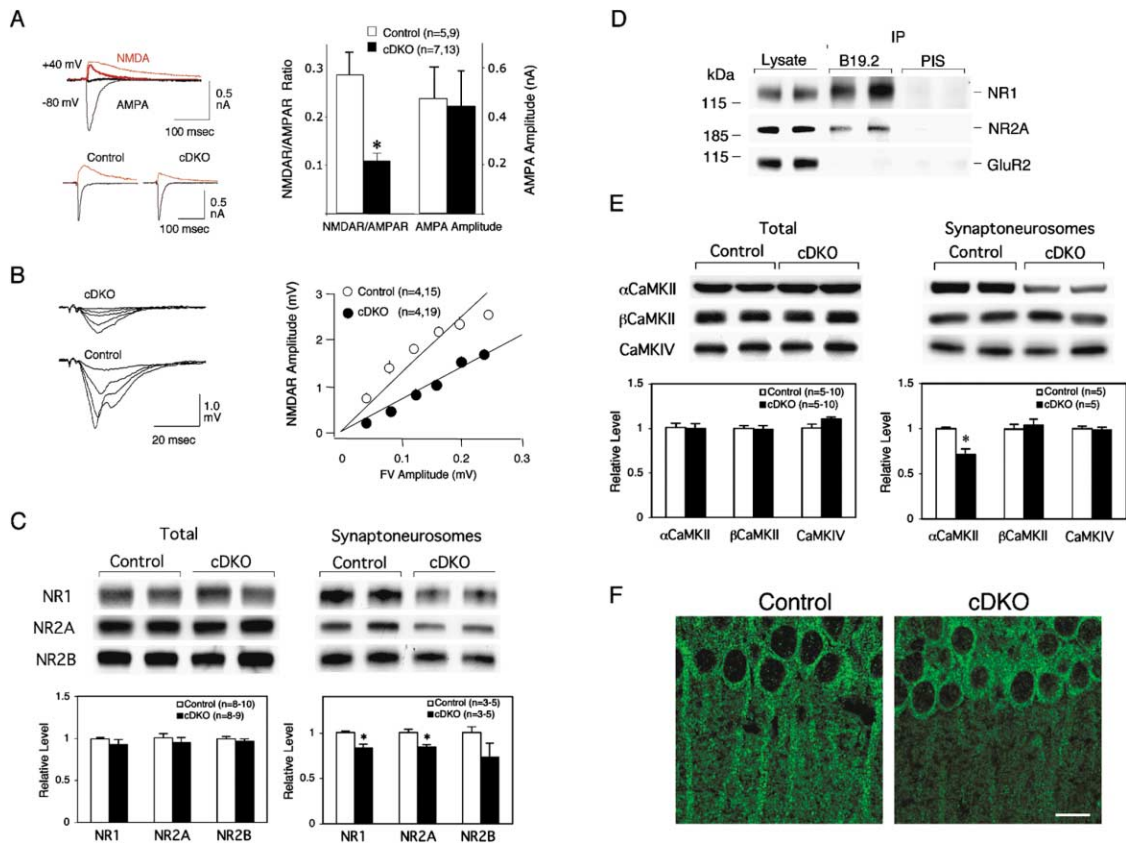 A
+40 mV
NMDA
-80 mV
AMPA
0.5
nA
100 msec
Control
cDKO
0.5
nA
100 msec
Control (n=5,9)
cDKO (n=7,13)
NMDAR/AMPAR Ratio
0.3
0.2
0.1
*
0.6
0.4
0.2
AMPA Amplitude (nA)
NMDAR/AMPAR
AMPA Amplitude
B
cDKO
Control
1.0
mV
20 msec
NMDAR Amplitude (mV)
3
2
1
0
Control (n=4,15)
cDKO (n=4,19)
0
0.1
0.2
0.3
FV Amplitude (mV)
C
Total
Control
cDKO
Synaptoneurosomes
Control
cDKO
NR1
NR2A
NR2B
Relative Level
1.5
1
0.5
0
Control (n=8-10)
cDKO (n=8-9)
NR1
NR2A
NR2B
Relative Level
1.5
1
0.5
0
Control (n=3-5)
cDKO (n=3-5)
*
*
NR1
NR2A
NR2B
D
IP
kDa
Lysate
B19.2
PIS
115
NR1
185
NR2A
115
GluR2
E
Total
Control
cDKO
Synaptoneurosomes
Control
cDKO
αCaMKII
βCaMKII
CaMKIV
Relative Level
1.5
1
0.5
0
Control (n=5-10)
cDKO (n=5-10)
αCaMKII
βCaMKII
CaMKIV
Relative Level
1.5
1
0.5
0
Control (n=5)
cDKO (n=5)
*
αCaMKII
βCaMKII
CaMKIV
F
Control
cDKO